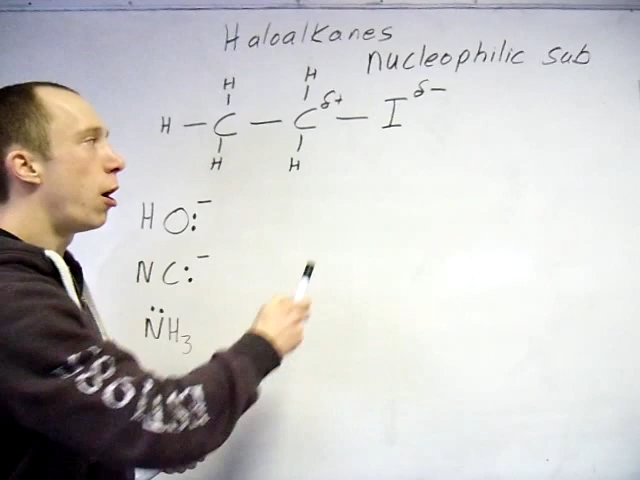 Haloalkanes
nucleophilic sub
H H
H — C — C δ+ — I δ−
H H
HO:⁻
NC:⁻
N̈H₃